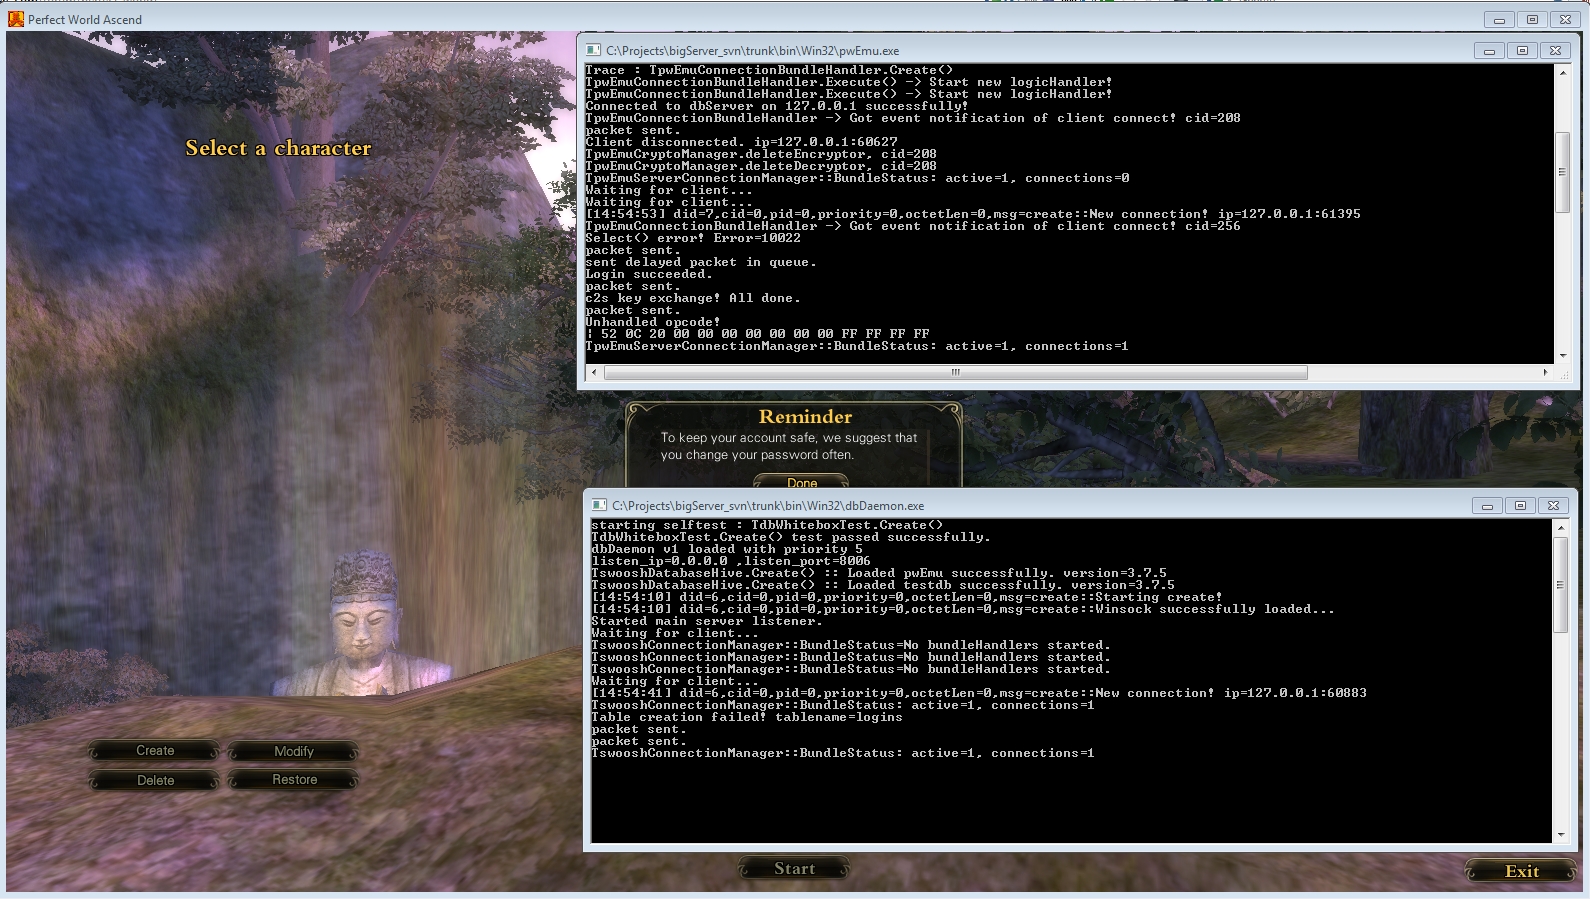 Perfect World Ascend
Select a character
C:\Projects\bigServer_svn\trunk\bin\Win32\pwEmu.exe
Trace : TpwEmuConnectionBundleHandler.Create()
TpwEmuConnectionBundleHandler.Execute() -> Start new logicHandler!
TpwEmuConnectionBundleHandler.Execute() -> Start new logicHandler!
Connected to dbServer on 127.0.0.1 successfully!
TpwEmuConnectionBundleHandler -> Got event notification of client connect! cid=208
packet sent.
Client disconnected. ip=127.0.0.1:60627
TpwEmuCryptoManager.deleteEncryptor, cid=208
TpwEmuCryptoManager.deleteDecryptor, cid=208
TpwEmuServerConnectionManager::BundleStatus: active=1, connections=0
Waiting for client...
Waiting for client...
[14:54:53] did=7,cid=0,pid=0,priority=0,octetLen=0,msg=create::New connection! ip=127.0.0.1:61395
TpwEmuConnectionBundleHandler -> Got event notification of client connect! cid=256
Select() error! Error=10022
packet sent.
sent delayed packet in queue.
Login succeeded.
packet sent.
c2s key exchange! All done.
packet sent.
Unhandled opcode!
¦ 52 0C 20 00 00 00 00 00 00 00 FF FF FF FF
TpwEmuServerConnectionManager::BundleStatus: active=1, connections=1
Reminder
To keep your account safe, we suggest that
you change your password often.
Done
C:\Projects\bigServer_svn\trunk\bin\Win32\dbDaemon.exe
starting selftest : TdbWhiteboxTest.Create()
TdbWhiteboxTest.Create() test passed successfully.
dbDaemon v1 loaded with priority 5
listen_ip=0.0.0.0 ,listen_port=8006
TswooshDatabaseHive.Create() :: Loaded pwEmu successfully. version=3.7.5
TswooshDatabaseHive.Create() :: Loaded testdb successfully. version=3.7.5
[14:54:10] did=6,cid=0,pid=0,priority=0,octetLen=0,msg=create::Starting create!
[14:54:10] did=6,cid=0,pid=0,priority=0,octetLen=0,msg=create::Winsock successfully loaded...
Started main server listener.
Waiting for client...
TswooshConnectionManager::BundleStatus=No bundleHandlers started.
TswooshConnectionManager::BundleStatus=No bundleHandlers started.
TswooshConnectionManager::BundleStatus=No bundleHandlers started.
Waiting for client...
[14:54:41] did=6,cid=0,pid=0,priority=0,octetLen=0,msg=create::New connection! ip=127.0.0.1:60883
TswooshConnectionManager::BundleStatus: active=1, connections=1
Table creation failed! tablename=logins
packet sent.
packet sent.
TswooshConnectionManager::BundleStatus: active=1, connections=1
Create
Modify
Delete
Restore
Start
Exit